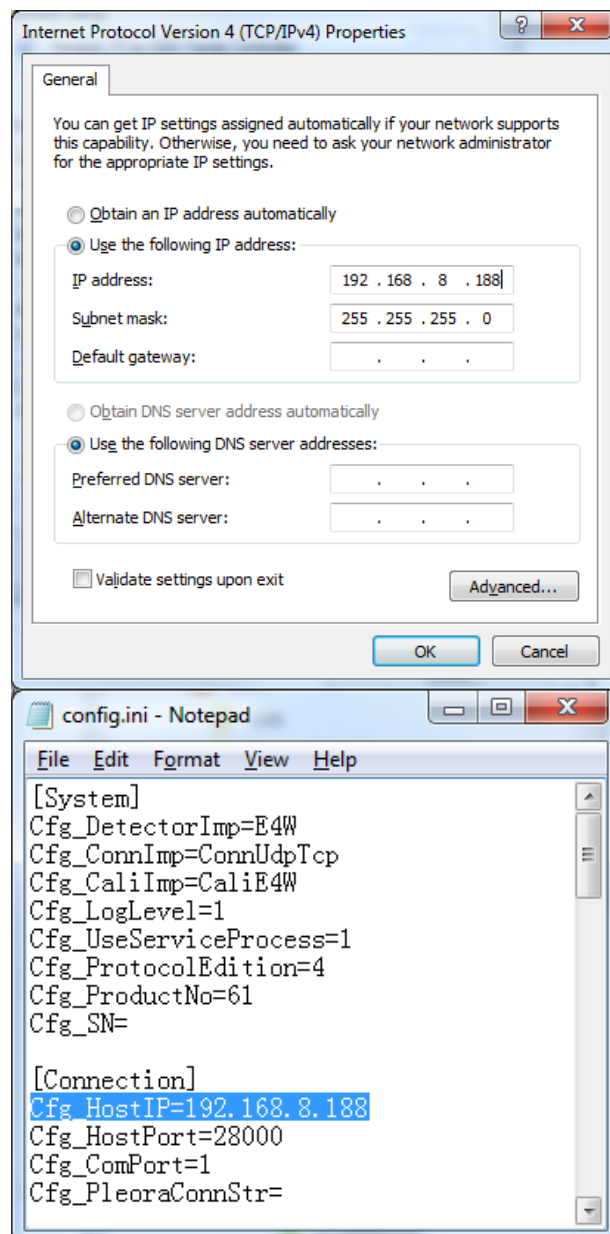 Internet Protocol Version 4 (TCP/IPv4) Properties
General
You can get IP settings assigned automatically if your network supports
this capability. Otherwise, you need to ask your network administrator
for the appropriate IP settings.
Obtain an IP address automatically
Use the following IP address:
IP address: 192 . 168 . 8 . 188
Subnet mask: 255 . 255 . 255 . 0
Default gateway: . . .
Obtain DNS server address automatically
Use the following DNS server addresses:
Preferred DNS server: . . .
Alternate DNS server: . . .
Validate settings upon exit
Advanced...
OK Cancel
config.ini - Notepad
File Edit Format View Help
[System]
Cfg_DetectorImp=E4W
Cfg_ConnImp=ConnUdpTcp
Cfg_CaliImp=CaliE4W
Cfg_LogLevel=1
Cfg_UseServiceProcess=1
Cfg_ProtocolEdition=4
Cfg_ProductNo=61
Cfg_SN=
[Connection]
Cfg_HostIP=192.168.8.188
Cfg_HostPort=28000
Cfg_ComPort=1
Cfg_PleoraConnStr=